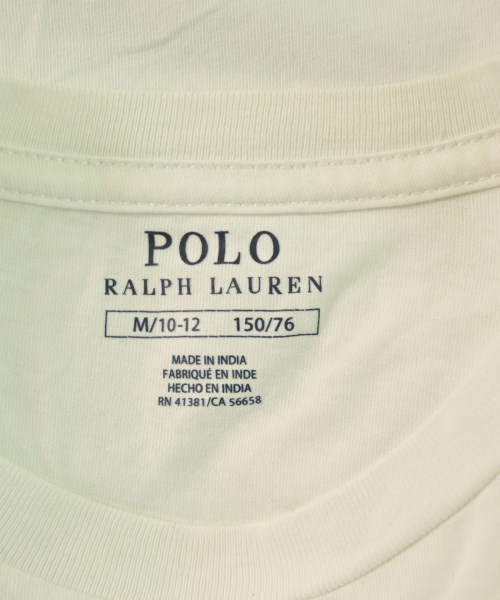 POLO
RALPH LAUREN
M/10-12 150/76
MADE IN INDIA
FABRIQUÉ EN INDE
HECHO EN INDIA
RN 41381/CA 56658